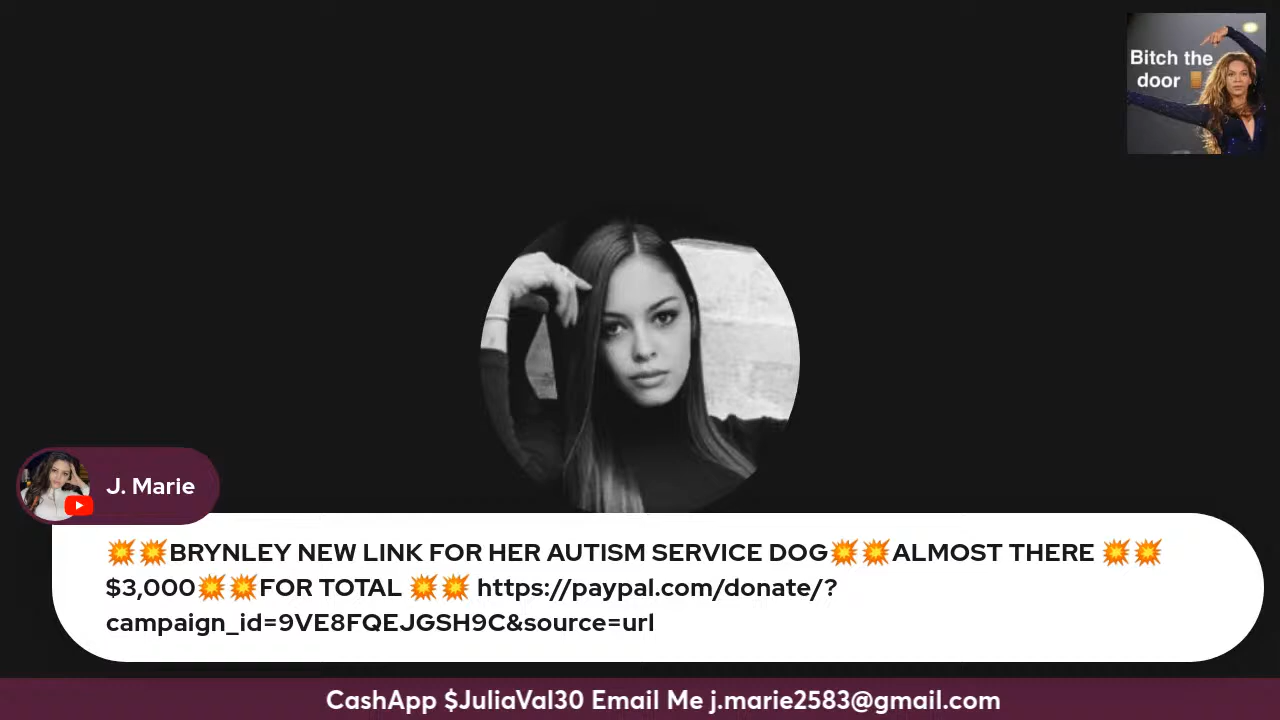 Bitch the
door 🚪
J. Marie
💥💥BRYNLEY NEW LINK FOR HER AUTISM SERVICE DOG💥💥ALMOST THERE 💥💥
$3,000💥💥FOR TOTAL 💥💥 https://paypal.com/donate/?
campaign_id=9VE8FQEJGSH9C&source=url
CashApp $JuliaVal30 Email Me j.marie2583@gmail.com